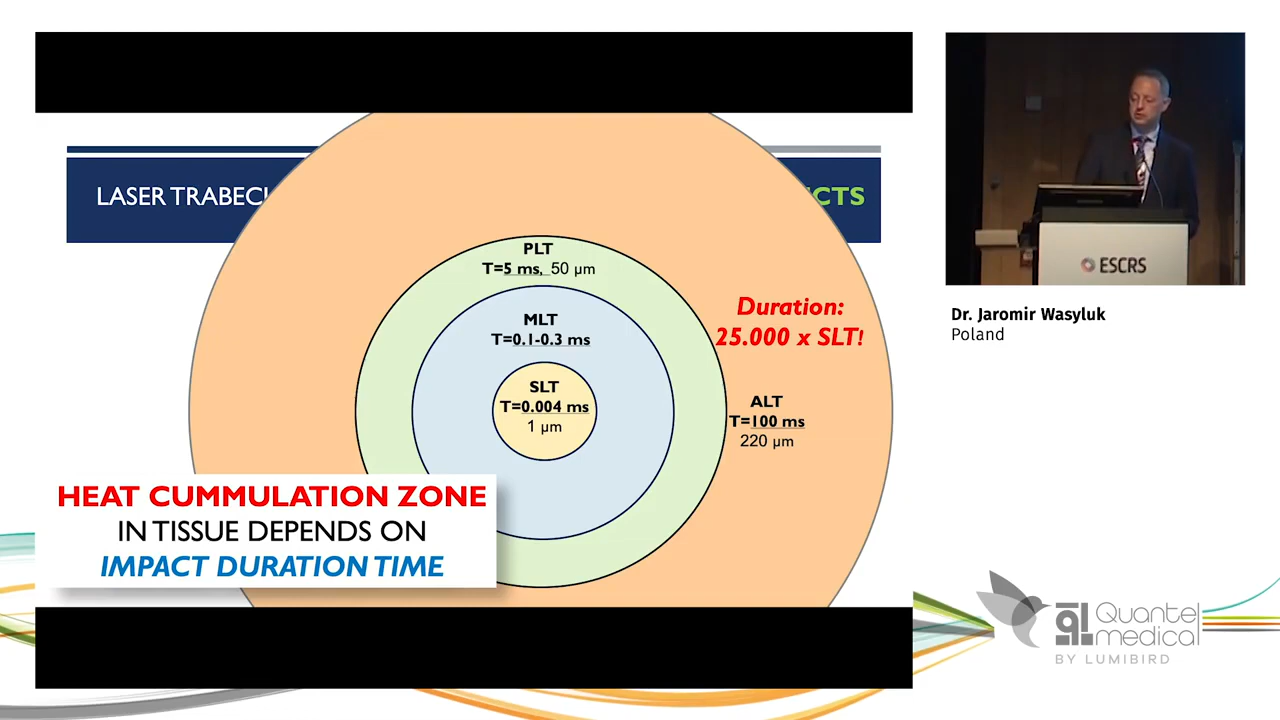 LASER TRABECU
CTS
PLT
T=5 ms, 50 µm
MLT
T=0.1-0.3 ms
SLT
T=0.004 ms
1 µm
Duration:
25.000 x SLT!
ALT
T=100 ms
220 µm
HEAT CUMMULATION ZONE
IN TISSUE DEPENDS ON
IMPACT DURATION TIME
ESCRS
Dr. Jaromir Wasyluk
Poland
Quantel
medical
BY LUMIBIRD